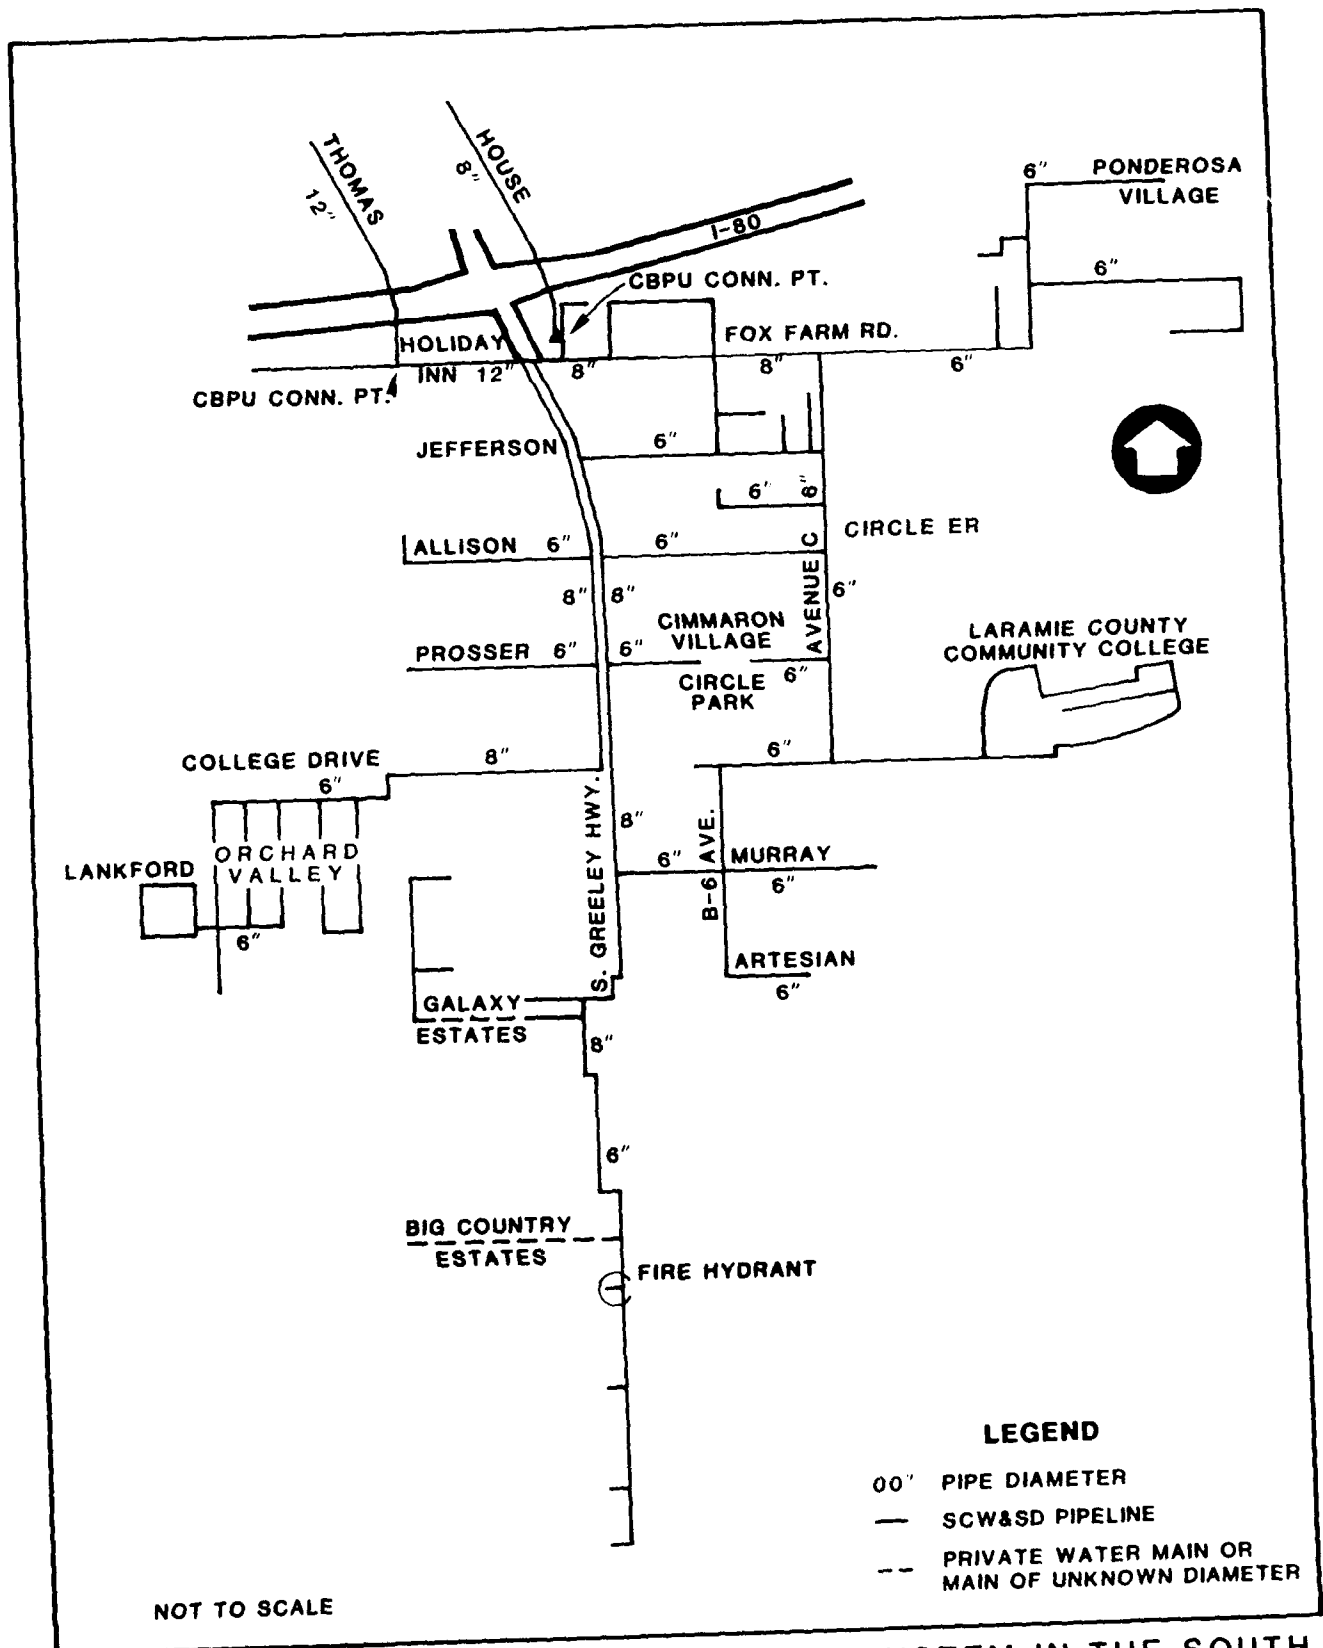 THOMAS
12"
HOUSE
8"
I-80
6" PONDEROSA
VILLAGE
6"
CBPU CONN. PT.
HOLIDAY
INN 12"
8"
FOX FARM RD.
8"
6"
CBPU CONN. PT.
JEFFERSON
6"
6"
8"
CIRCLE ER
ALLISON 6"
6"
AVENUE C
8" 8"
6"
CIMMARON
VILLAGE
PROSSER 6" 6"
CIRCLE
PARK
6"
LARAMIE COUNTY
COMMUNITY COLLEGE
COLLEGE DRIVE
8"
6"
6"
ORCHARD
VALLEY
LANKFORD
6"
S. GREELEY HWY.
8"
B-6 AVE.
6"
MURRAY
6"
ARTESIAN
6"
GALAXY
ESTATES
8"
6"
BIG COUNTRY
ESTATES
FIRE HYDRANT
LEGEND
00" PIPE DIAMETER
— SCW&SD PIPELINE
-- PRIVATE WATER MAIN OR
MAIN OF UNKNOWN DIAMETER
NOT TO SCALE
IN THE SOUTH